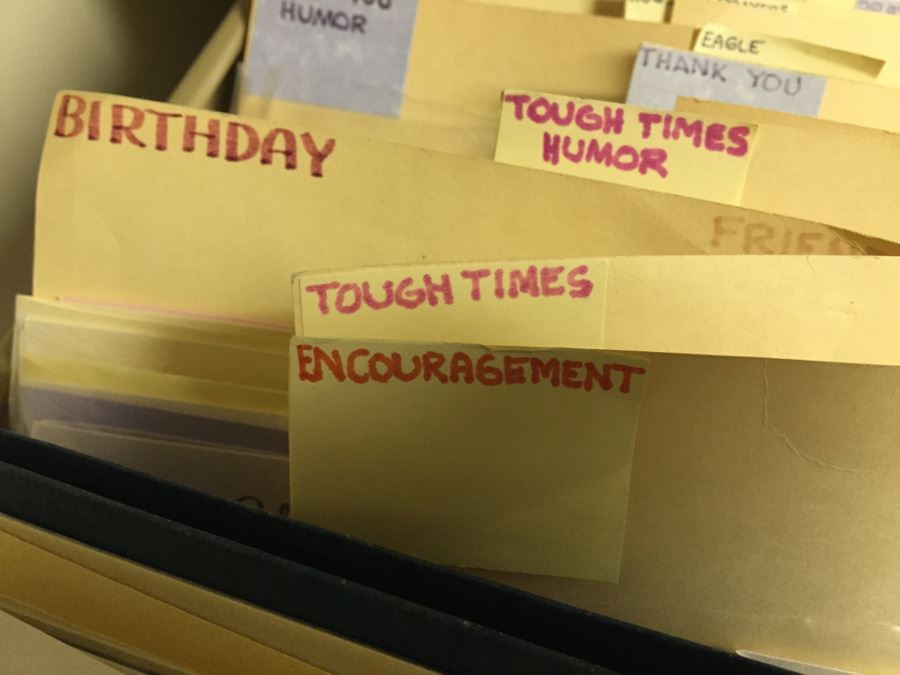 HUMOR
EAGLE
THANK YOU
TOUGH TIMES
HUMOR
BIRTHDAY
TOUGH TIMES
ENCOURAGEMENT